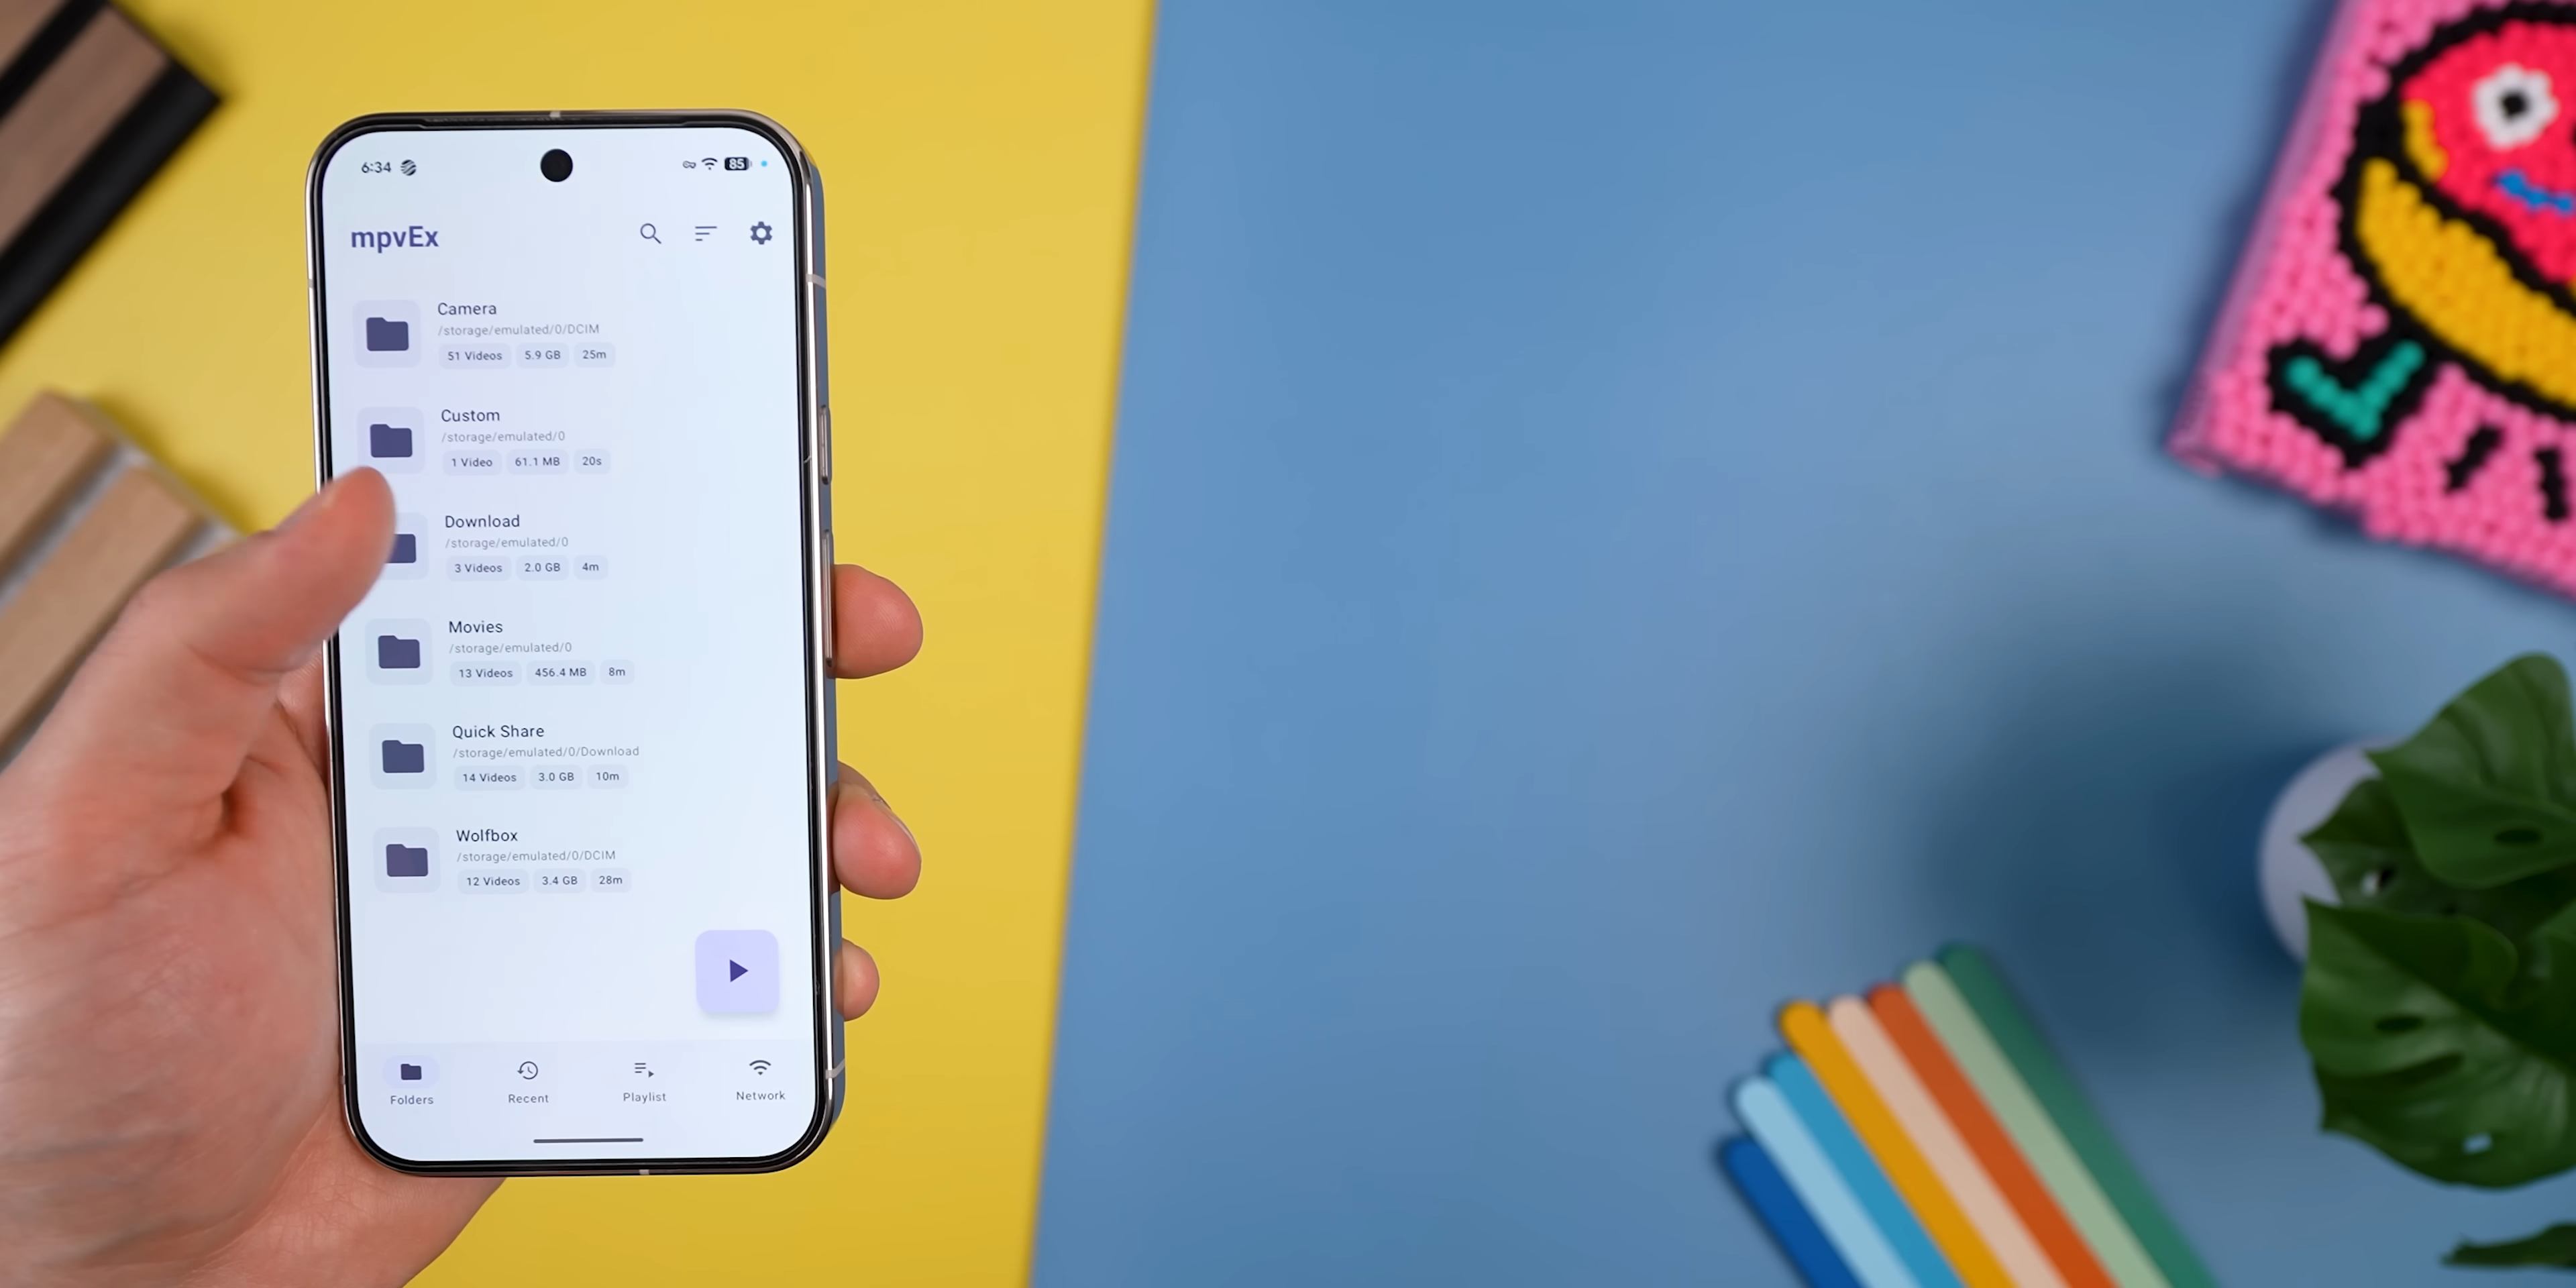 6:34 85
mpvEx
Camera
/storage/emulated/0/DCIM
51 Videos 5.9 GB 25m
Custom
/storage/emulated/0
1 Video 61.1 MB 20s
Download
/storage/emulated/0
3 Videos 2.0 GB 4m
Movies
/storage/emulated/0
13 Videos 456.4 MB 8m
Quick Share
/storage/emulated/0/Download
14 Videos 3.0 GB 10m
Wolfbox
/storage/emulated/0/DCIM
12 Videos 3.4 GB 28m
Folders Recent Playlist Network